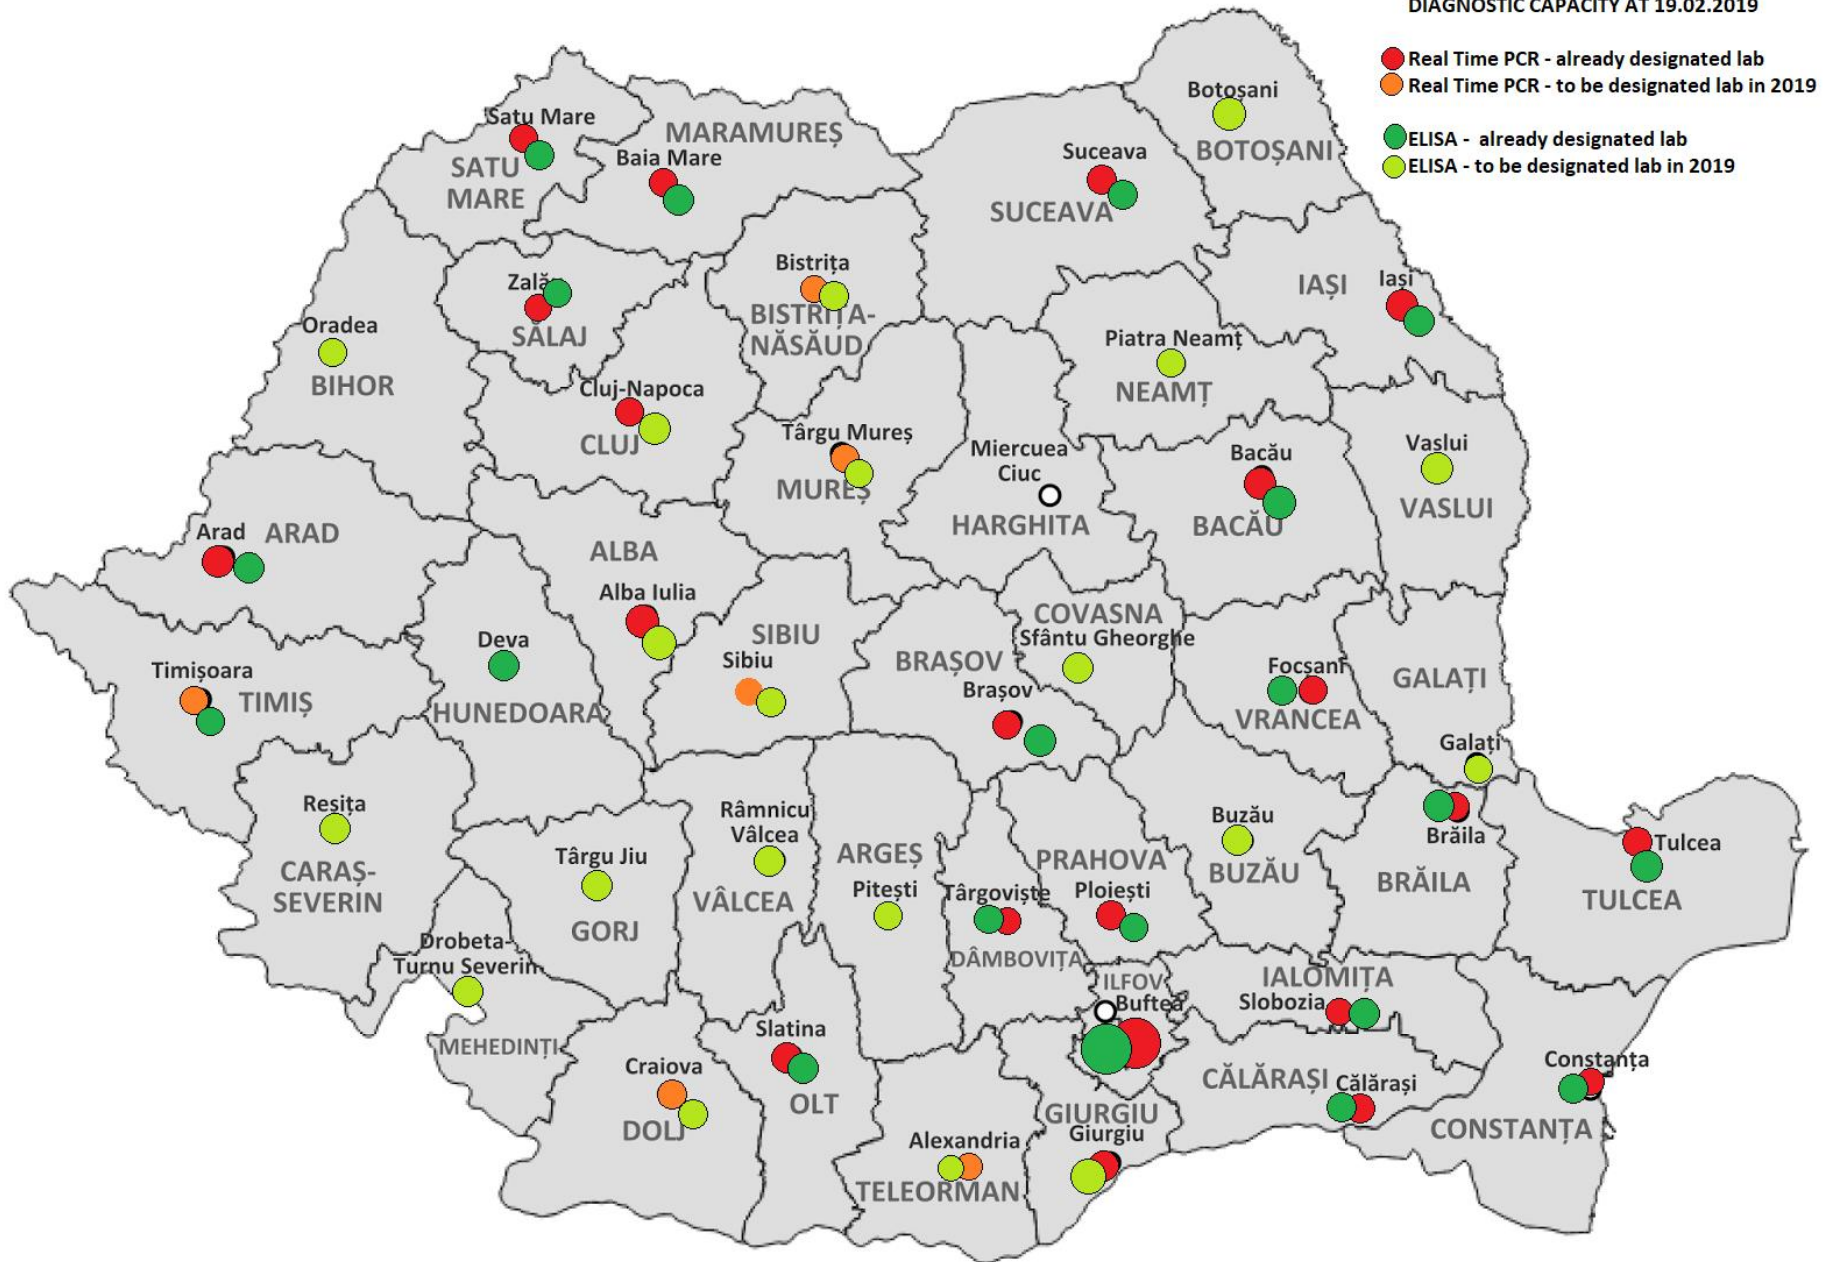 DIAGNOSTIC CAPACITY AT 19.02.2019
Real Time PCR - already designated lab
Real Time PCR - to be designated lab in 2019
ELISA - already designated lab
ELISA - to be designated lab in 2019
Botoșani
BOTOȘANI
Satu Mare
SATU
MARE
MARAMUREȘ
Baia Mare
Suceava
SUCEAVA
Zalău
SĂLAJ
Bistrița
BISTRIȚA-
NĂSĂUD
IAȘI
Iași
Oradea
BIHOR
Piatra Neamț
NEAMȚ
Cluj-Napoca
CLUJ
Târgu Mureș
MUREȘ
Miercuea
Ciuc
HARGHITA
Bacău
BACĂU
Vaslui
VASLUI
Arad
ARAD
ALBA
Alba Iulia
Deva
HUNEDOARA
SIBIU
Sibiu
BRAȘOV
Brașov
COVASNA
Sfântu Gheorghe
Focșani
VRANCEA
GALAȚI
Galați
Timișoara
TIMIȘ
Reșița
CARAȘ-
SEVERIN
Târgu Jiu
GORJ
Râmnicu
Vâlcea
VÂLCEA
ARGEȘ
Pitești
Târgoviște
DÂMBOVIȚA
PRAHOVA
Ploiești
Buzău
BUZĂU
Brăila
BRĂILA
Tulcea
TULCEA
Drobeta-
Turnu Severin
MEHEDINȚI
Craiova
DOLJ
Slatina
OLT
ILFOV
Buftea
IALOMIȚA
Slobozia
CĂLĂRAȘI
Călărași
Constanța
CONSTANȚA
Alexandria
TELEORMAN
GIURGIU
Giurgiu